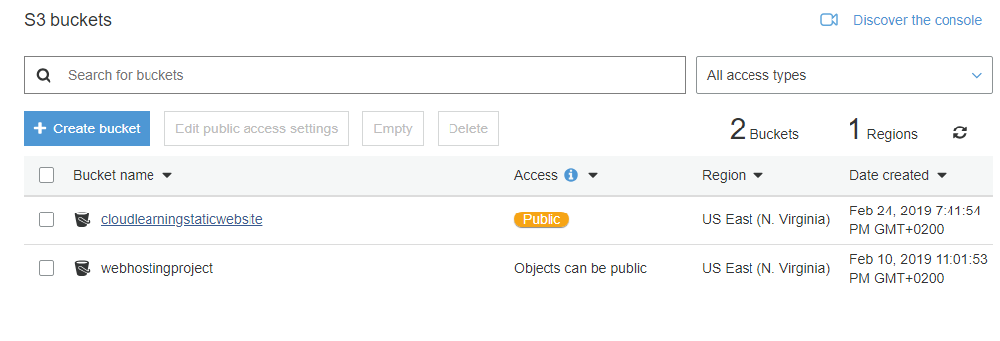 S3 buckets
Discover the console
Search for buckets
All access types
Create bucket
Edit public access settings
Empty
Delete
2 Buckets
1 Regions
Bucket name
Access
Region
Date created
cloudlearningstaticwebsite
Public
US East (N. Virginia)
Feb 24, 2019 7:41:54
PM GMT+0200
webhostingproject
Objects can be public
US East (N. Virginia)
Feb 10, 2019 11:01:53
PM GMT+0200